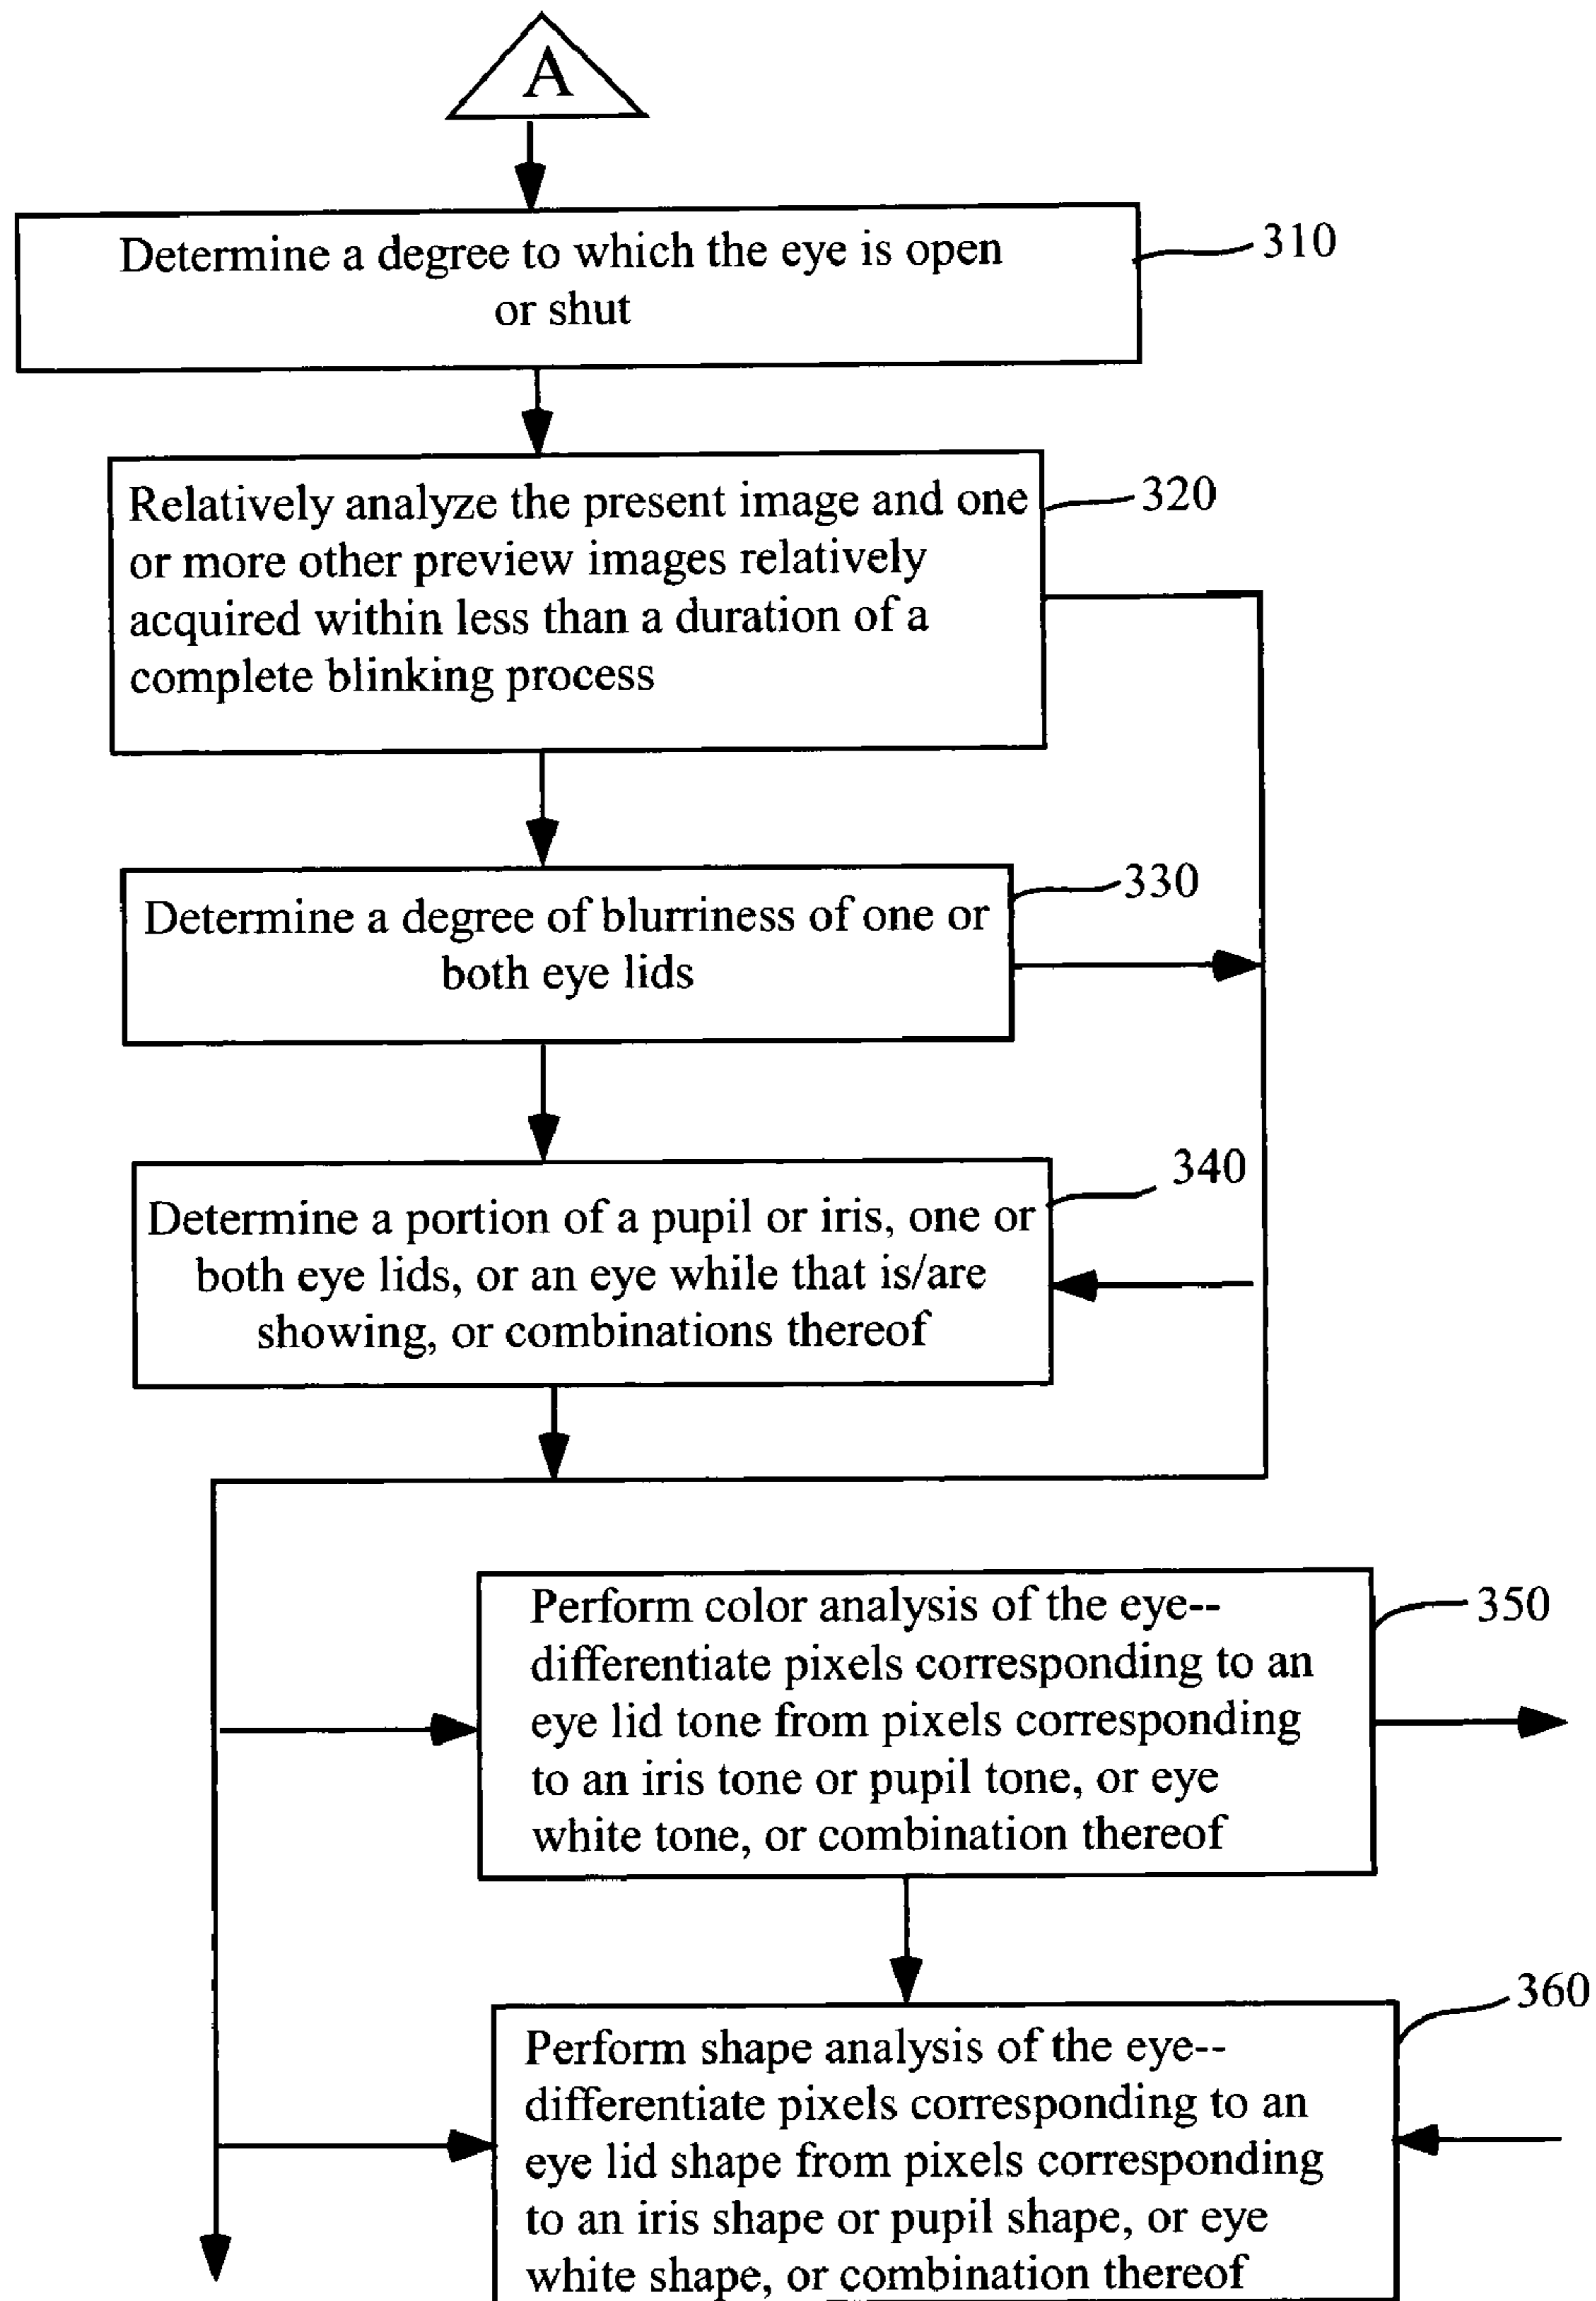 A
Determine a degree to which the eye is open
or shut
310
Relatively analyze the present image and one
or more other preview images relatively
acquired within less than a duration of a
complete blinking process
320
Determine a degree of blurriness of one or
both eye lids
330
Determine a portion of a pupil or iris, one or
both eye lids, or an eye while that is/are
showing, or combinations thereof
340
Perform color analysis of the eye--
differentiate pixels corresponding to an
eye lid tone from pixels corresponding
to an iris tone or pupil tone, or eye
white tone, or combination thereof
350
Perform shape analysis of the eye--
differentiate pixels corresponding to an
eye lid shape from pixels corresponding
to an iris shape or pupil shape, or eye
white shape, or combination thereof
360